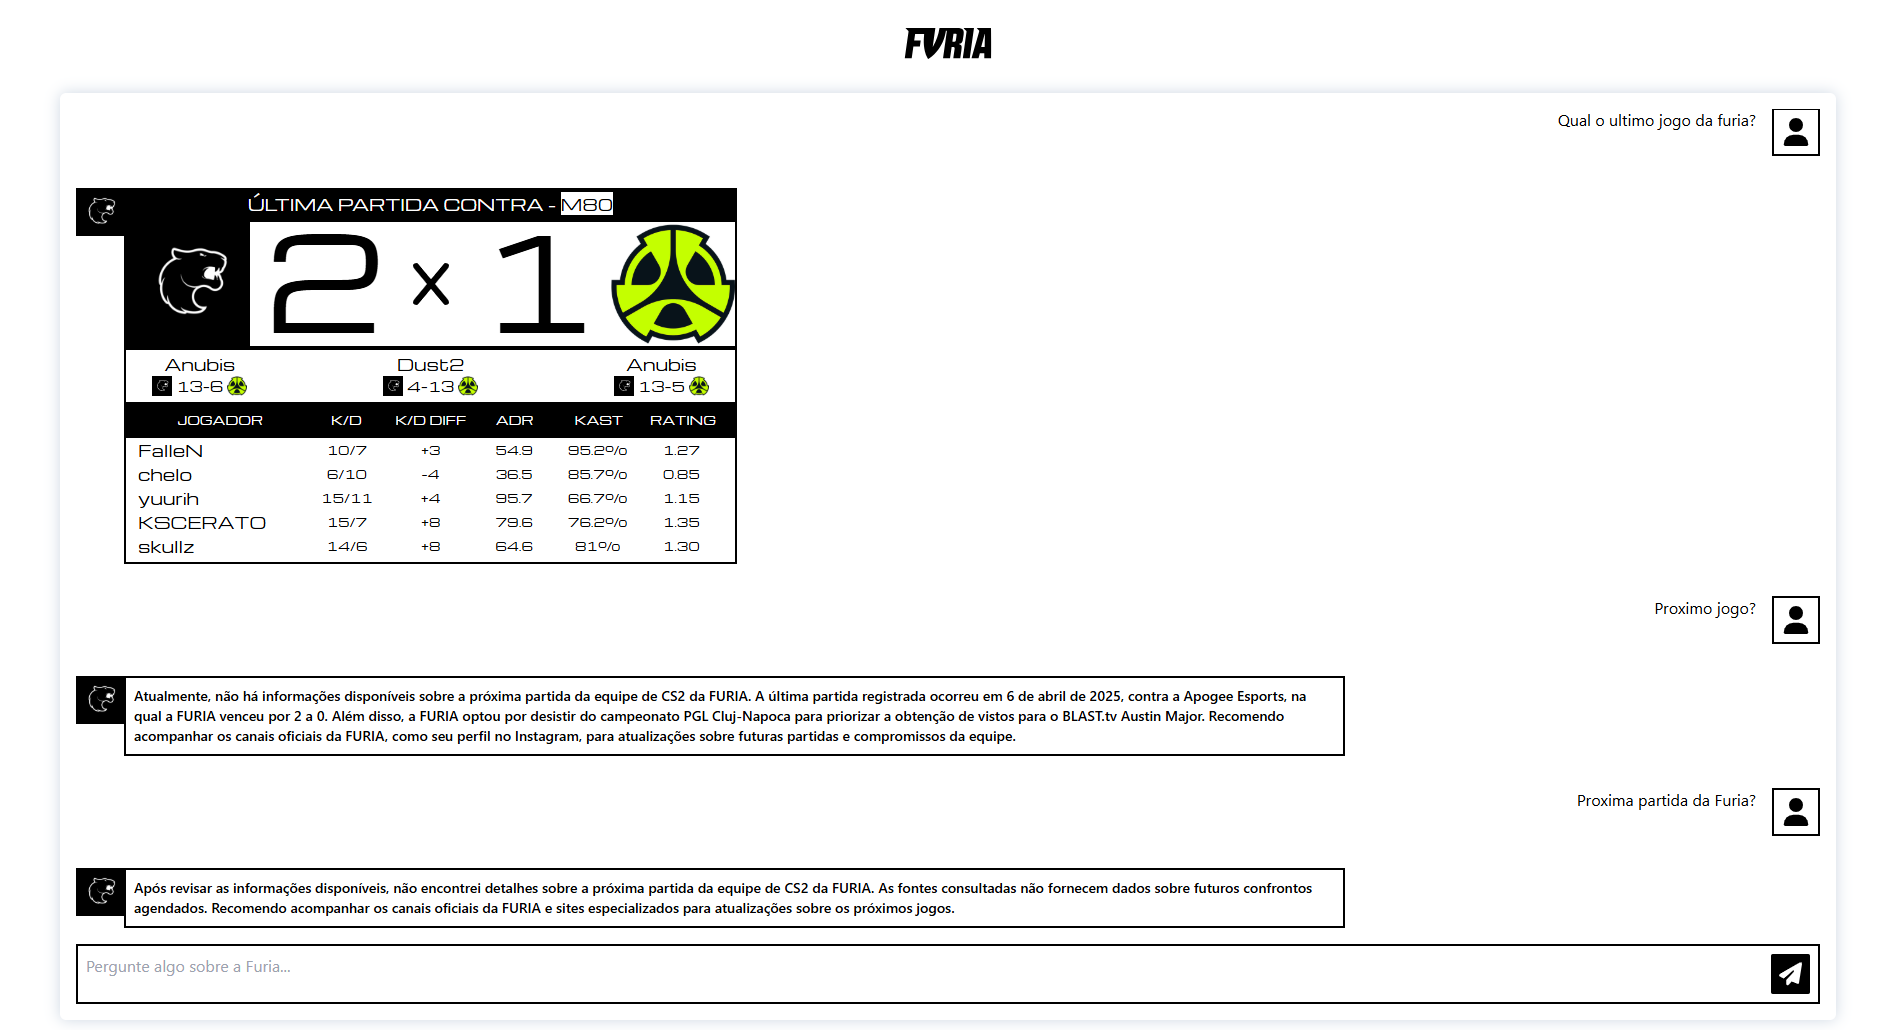 FURIA
Qual o ultimo jogo da furia?
ÚLTIMA PARTIDA CONTRA - M80
2 x 1
Anubis Dust2 Anubis
13-6 4-13 13-5
JOGADOR K/D K/D DIFF ADR KAST RATING
FalleN 10/7 +3 54.9 95.2% 1.27
chelo 6/10 -4 36.5 85.7% 0.85
yuurih 15/11 +4 95.7 66.7% 1.15
KSCERATO 15/7 +8 79.6 76.2% 1.35
skullz 14/6 +8 64.6 81% 1.30
Proximo jogo?
Atualmente, não há informações disponíveis sobre a próxima partida da equipe de CS2 da FURIA. A última partida registrada ocorreu em 6 de abril de 2025, contra a Apogee Esports, na
qual a FURIA venceu por 2 a 0. Além disso, a FURIA optou por desistir do campeonato PGL Cluj-Napoca para priorizar a obtenção de vistos para o BLAST.tv Austin Major. Recomendo
acompanhar os canais oficiais da FURIA, como seu perfil no Instagram, para atualizações sobre futuras partidas e compromissos da equipe.
Proxima partida da Furia?
Após revisar as informações disponíveis, não encontrei detalhes sobre a próxima partida da equipe de CS2 da FURIA. As fontes consultadas não fornecem dados sobre futuros confrontos
agendados. Recomendo acompanhar os canais oficiais da FURIA e sites especializados para atualizações sobre os próximos jogos.
Pergunte algo sobre a Furia...